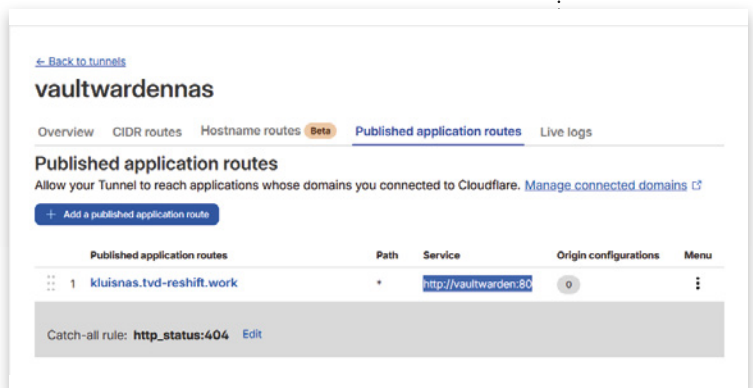 ← Back to tunnels
vaultwardennas
Overview CIDR routes Hostname routes Beta Published application routes Live logs
Published application routes
Allow your Tunnel to reach applications whose domains you connected to Cloudflare. Manage connected domains
+ Add a published application route
Published application routes Path Service Origin configurations Menu
1 kluisnas.tvd-reshift.work * http://vaultwarden:80 0
Catch-all rule: http_status:404 Edit